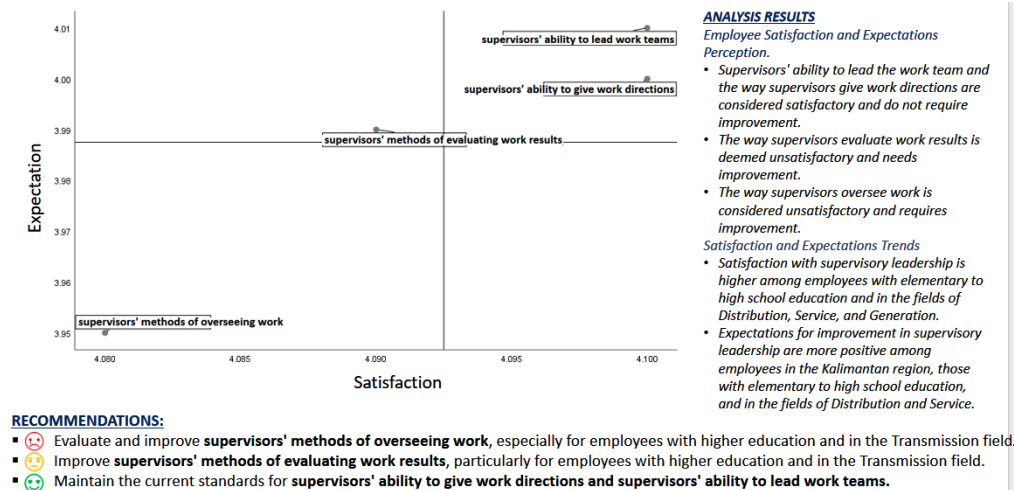 4.01
supervisors' ability to lead work teams
4.00
supervisors' ability to give work directions
3.99
supervisors' methods of evaluating work results
3.98
3.97
3.96
supervisors' methods of overseeing work
3.95
4.080 4.085 4.090 4.095 4.100
Expectation
Satisfaction
ANALYSIS RESULTS
Employee Satisfaction and Expectations
Perception.
• Supervisors' ability to lead the work team and
the way supervisors give work directions are
considered satisfactory and do not require
improvement.
• The way supervisors evaluate work results is
deemed unsatisfactory and needs
improvement.
• The way supervisors oversee work is
considered unsatisfactory and requires
improvement.
Satisfaction and Expectations Trends
• Satisfaction with supervisory leadership is
higher among employees with elementary to
high school education and in the fields of
Distribution, Service, and Generation.
• Expectations for improvement in supervisory
leadership are more positive among
employees in the Kalimantan region, those
with elementary to high school education,
and in the fields of Distribution and Service.
RECOMMENDATIONS:
▪ Evaluate and improve supervisors' methods of overseeing work, especially for employees with higher education and in the Transmission field.
▪ Improve supervisors' methods of evaluating work results, particularly for employees with higher education and in the Transmission field.
▪ Maintain the current standards for supervisors' ability to give work directions and supervisors' ability to lead work teams.